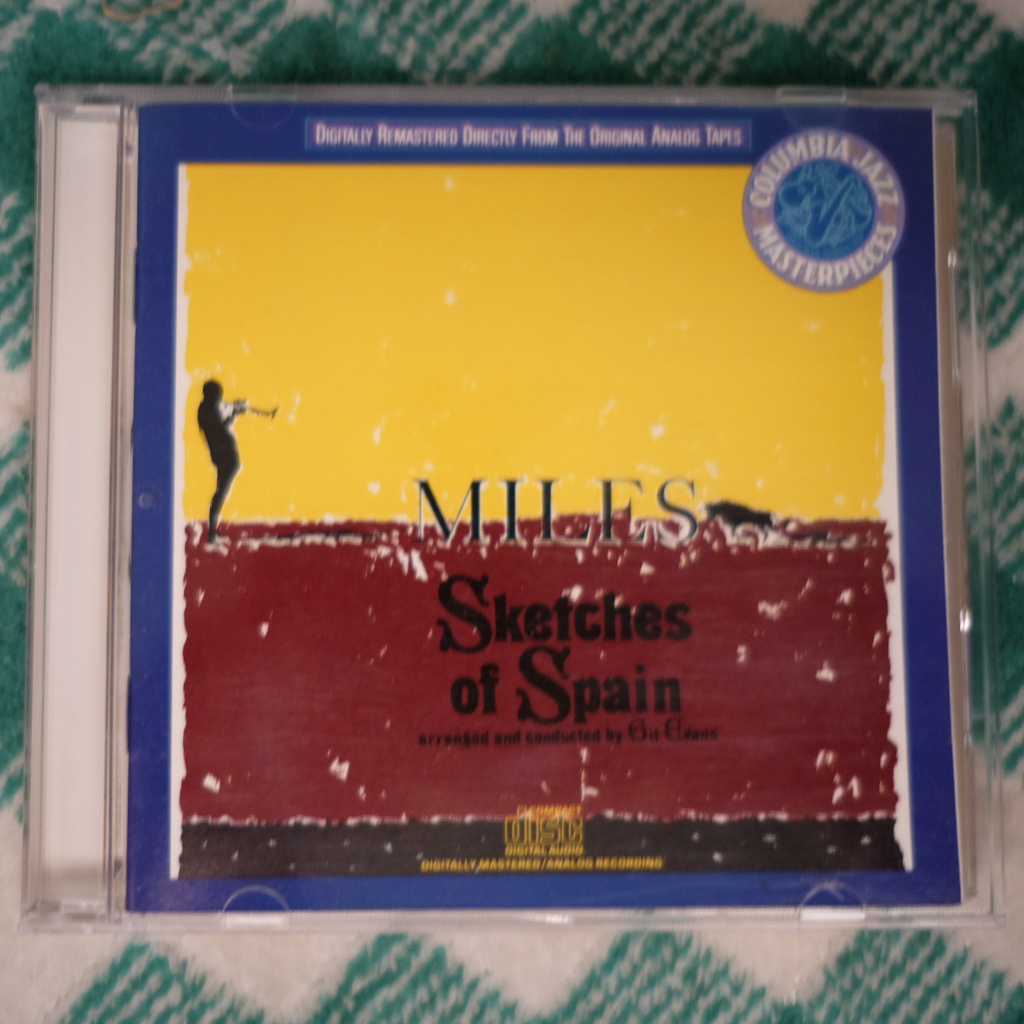 Digitally Remastered Directly From The Original Analog Tapes
COLUMBIA JAZZ
MASTERPIECES
MILES
Sketches
of Spain
arranged and conducted by Gil Evans
COMPACT
disc
DIGITAL AUDIO
DIGITALLY MASTERED/ANALOG RECORDING